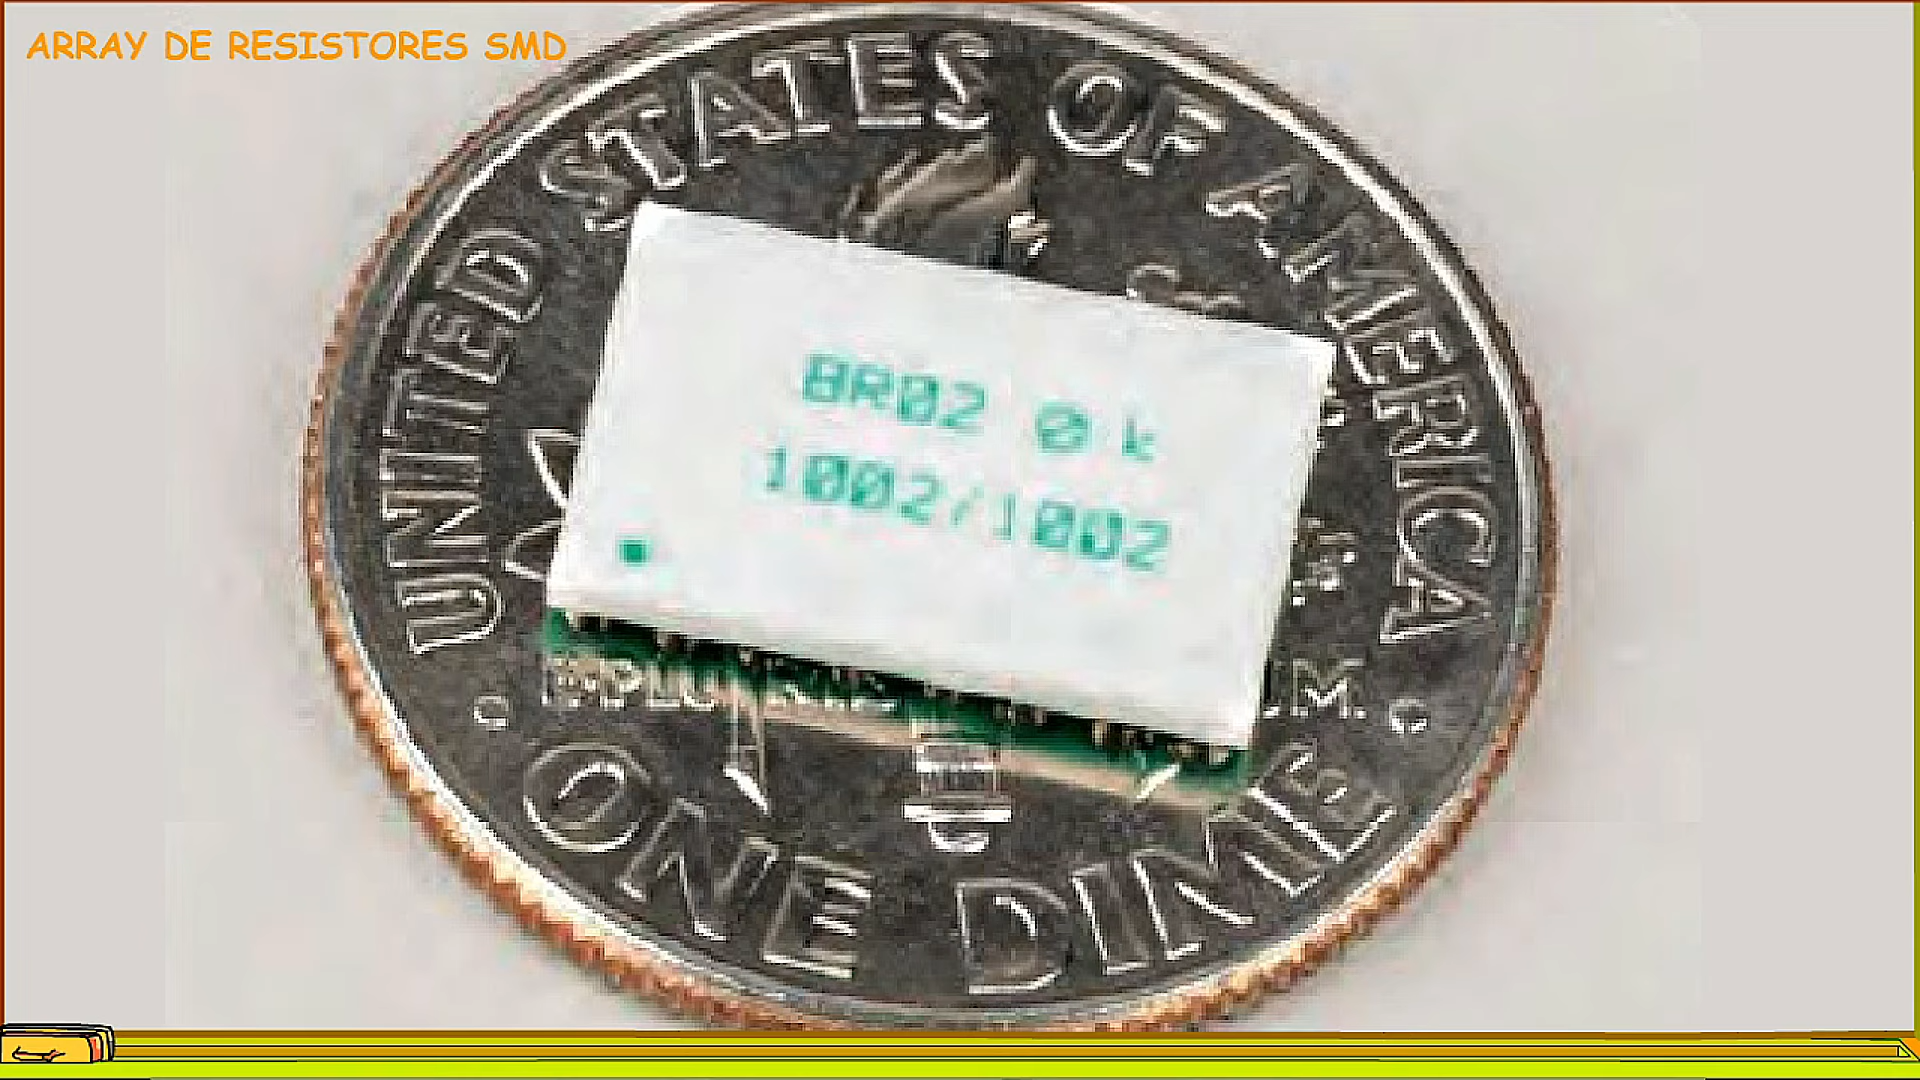 ARRAY DE RESISTORES SMD
UNITED STATES OF AMERICA
BR02 0 k
1002/1002
ONE DIME